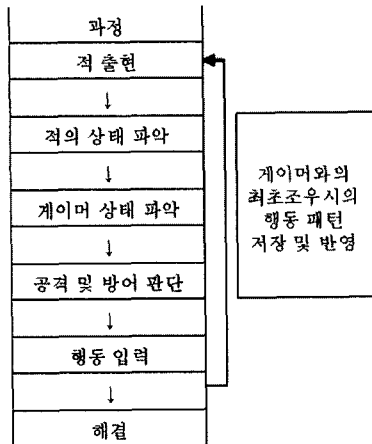 과정
적 출현
↓
적의 상태 파악
↓
게이머 상태 파악
↓
공격 및 방어 판단
↓
행동 입력
↓
해결
게이머와의
최초조우시의
행동 패턴
저장 및 반영